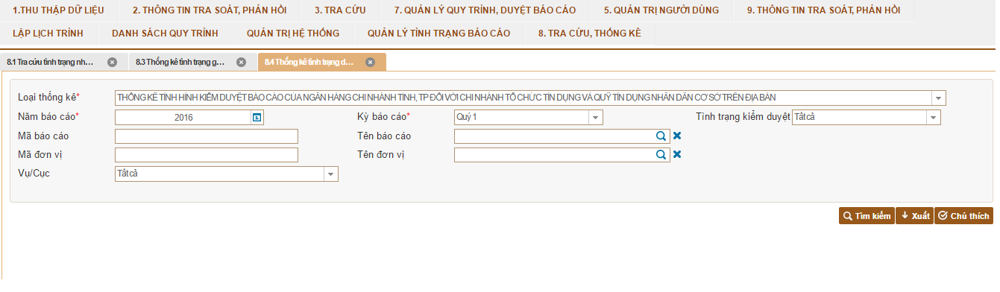 1.THU THẬP DỮ LIỆU 2. THÔNG TIN TRA SOÁT, PHẢN HỒI 3. TRA CỨU 7. QUẢN LÝ QUY TRÌNH, DUYỆT BÁO CÁO 5. QUẢN TRỊ NGƯỜI DÙNG 9. THÔNG TIN TRA SOÁT, PHẢN HỒI
LẬP LỊCH TRÌNH DANH SÁCH QUY TRÌNH QUẢN TRỊ HỆ THỐNG QUẢN LÝ TÌNH TRẠNG BÁO CÁO 8. TRA CỨU, THỐNG KÊ
8.1 Tra cứu tình trạng nh... 8.3 Thống kê tình trạng g... 8.4 Thống kê tình trạng d...
Loại thống kê* THỐNG KÊ TÌNH HÌNH KIỂM DUYỆT BÁO CÁO CỦA NGÂN HÀNG CHI NHÁNH TỈNH, TP ĐỐI VỚI CHI NHÁNH TỔ CHỨC TÍN DỤNG VÀ QUỸ TÍN DỤNG NHÂN DÂN CƠ SỞ TRÊN ĐỊA BÀN
Năm báo cáo* 2016 Kỳ báo cáo* Quý 1 Tình trạng kiểm duyệt Tất cả
Mã báo cáo Tên báo cáo
Mã đơn vị Tên đơn vị
Vụ/Cục Tất cả
Tìm kiếm Xuất Chú thích